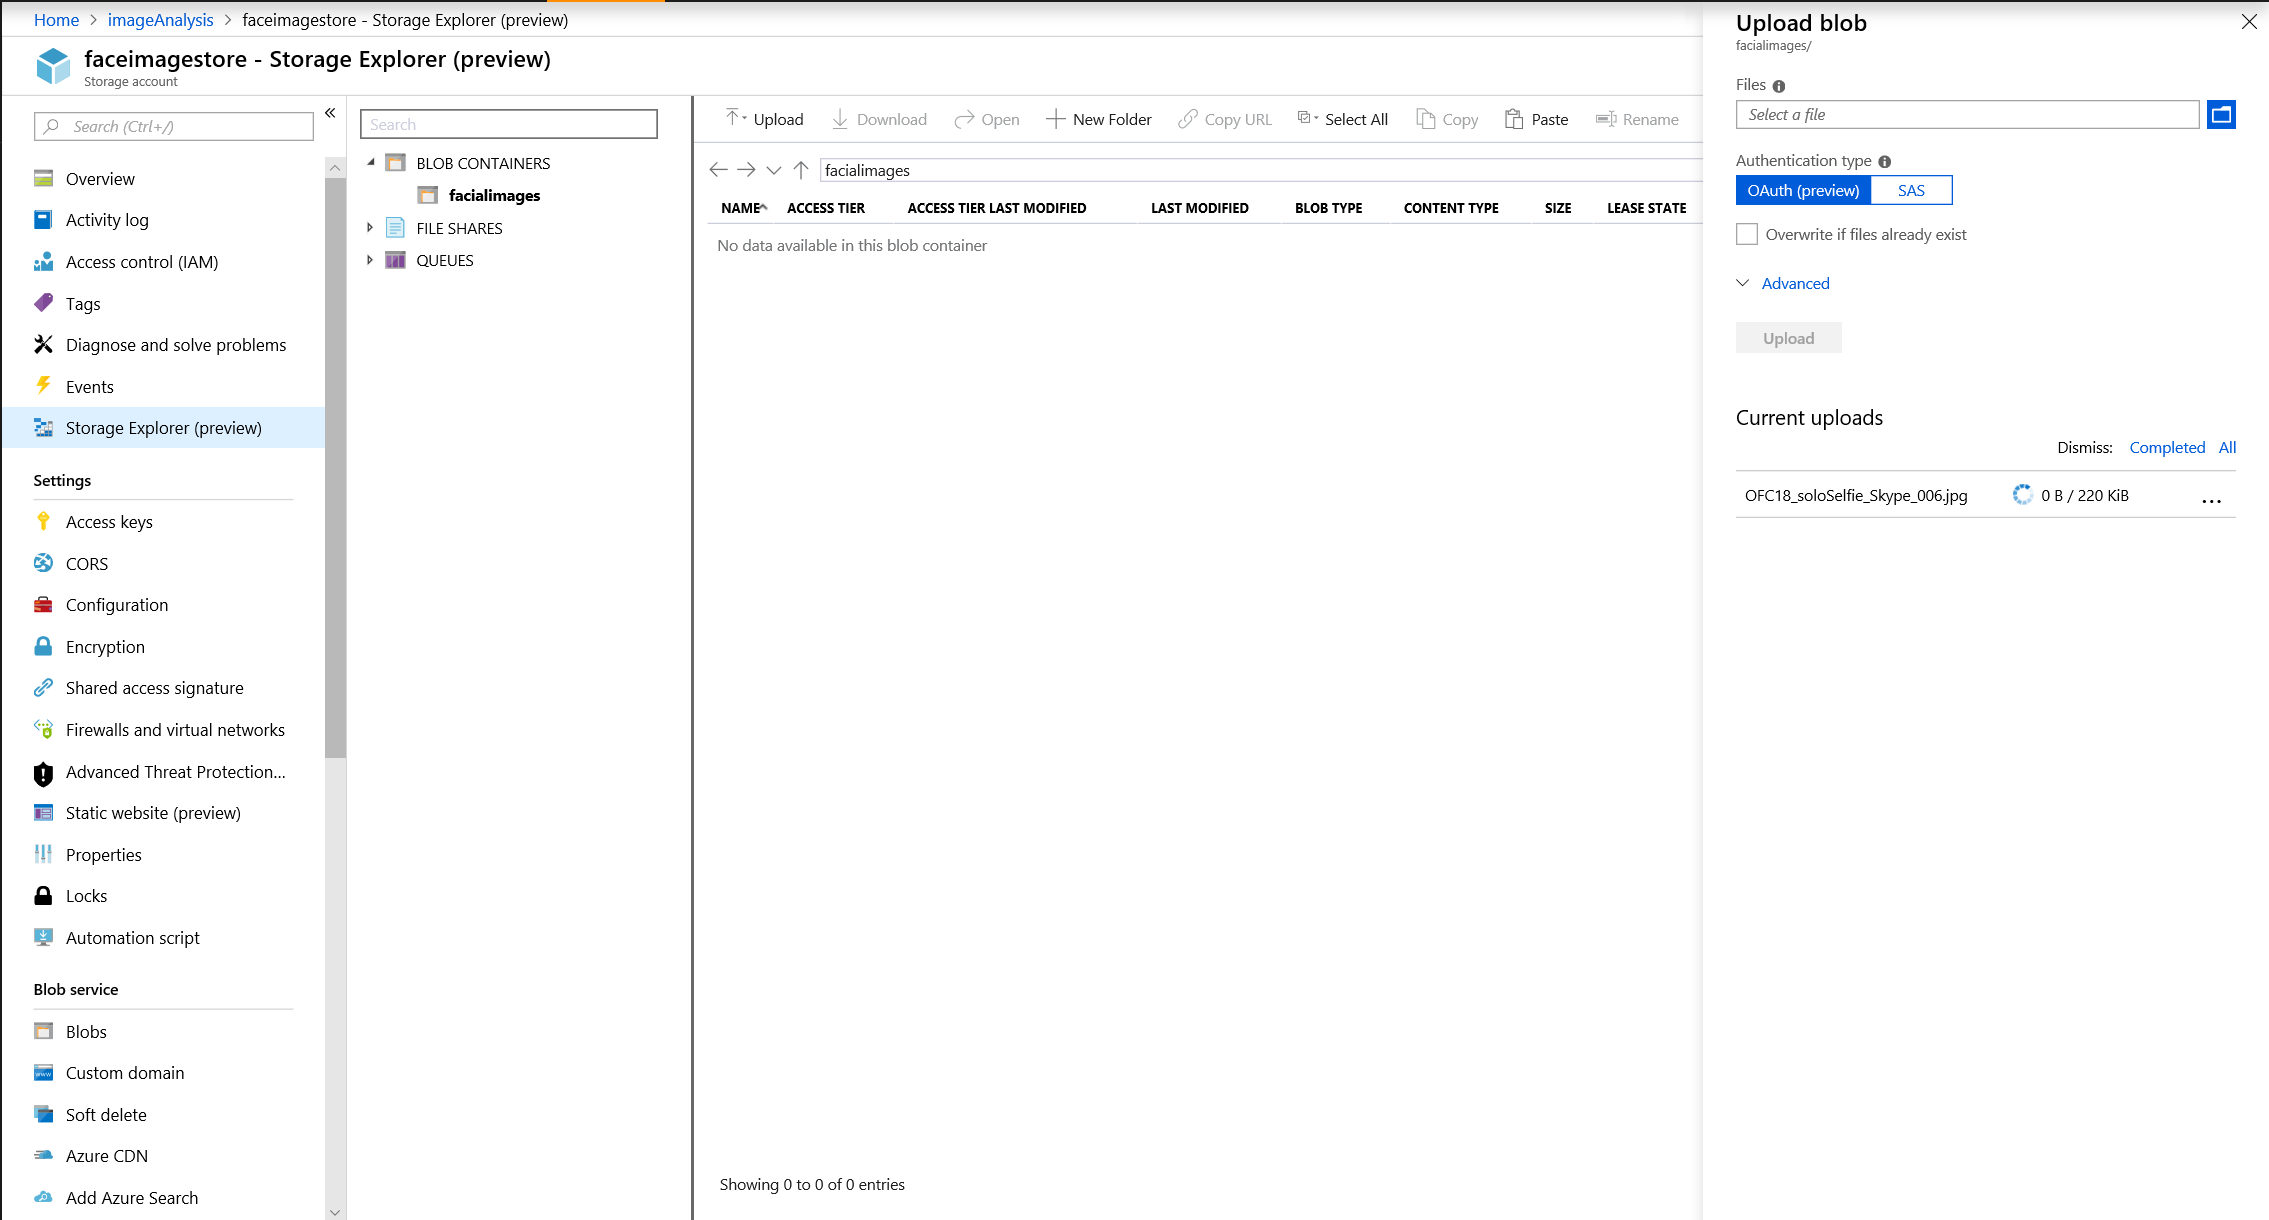 Home > imageAnalysis > faceimagestore - Storage Explorer (preview)
faceimagestore - Storage Explorer (preview)
Storage account
Search (Ctrl+/)
Overview
Activity log
Access control (IAM)
Tags
Diagnose and solve problems
Events
Storage Explorer (preview)
Settings
Access keys
CORS
Configuration
Encryption
Shared access signature
Firewalls and virtual networks
Advanced Threat Protection...
Static website (preview)
Properties
Locks
Automation script
Blob service
Blobs
Custom domain
Soft delete
Azure CDN
Add Azure Search
Search
BLOB CONTAINERS
facialimages
FILE SHARES
QUEUES
Upload Download Open New Folder Copy URL Select All Copy Paste Rename
facialimages
NAME ACCESS TIER ACCESS TIER LAST MODIFIED LAST MODIFIED BLOB TYPE CONTENT TYPE SIZE LEASE STATE
No data available in this blob container
Showing 0 to 0 of 0 entries
Upload blob
facialimages/
Files
Select a file
Authentication type
OAuth (preview) SAS
Overwrite if files already exist
Advanced
Upload
Current uploads
Dismiss: Completed All
OFC18_soloSelfie_Skype_006.jpg 0 B / 220 KiB ...